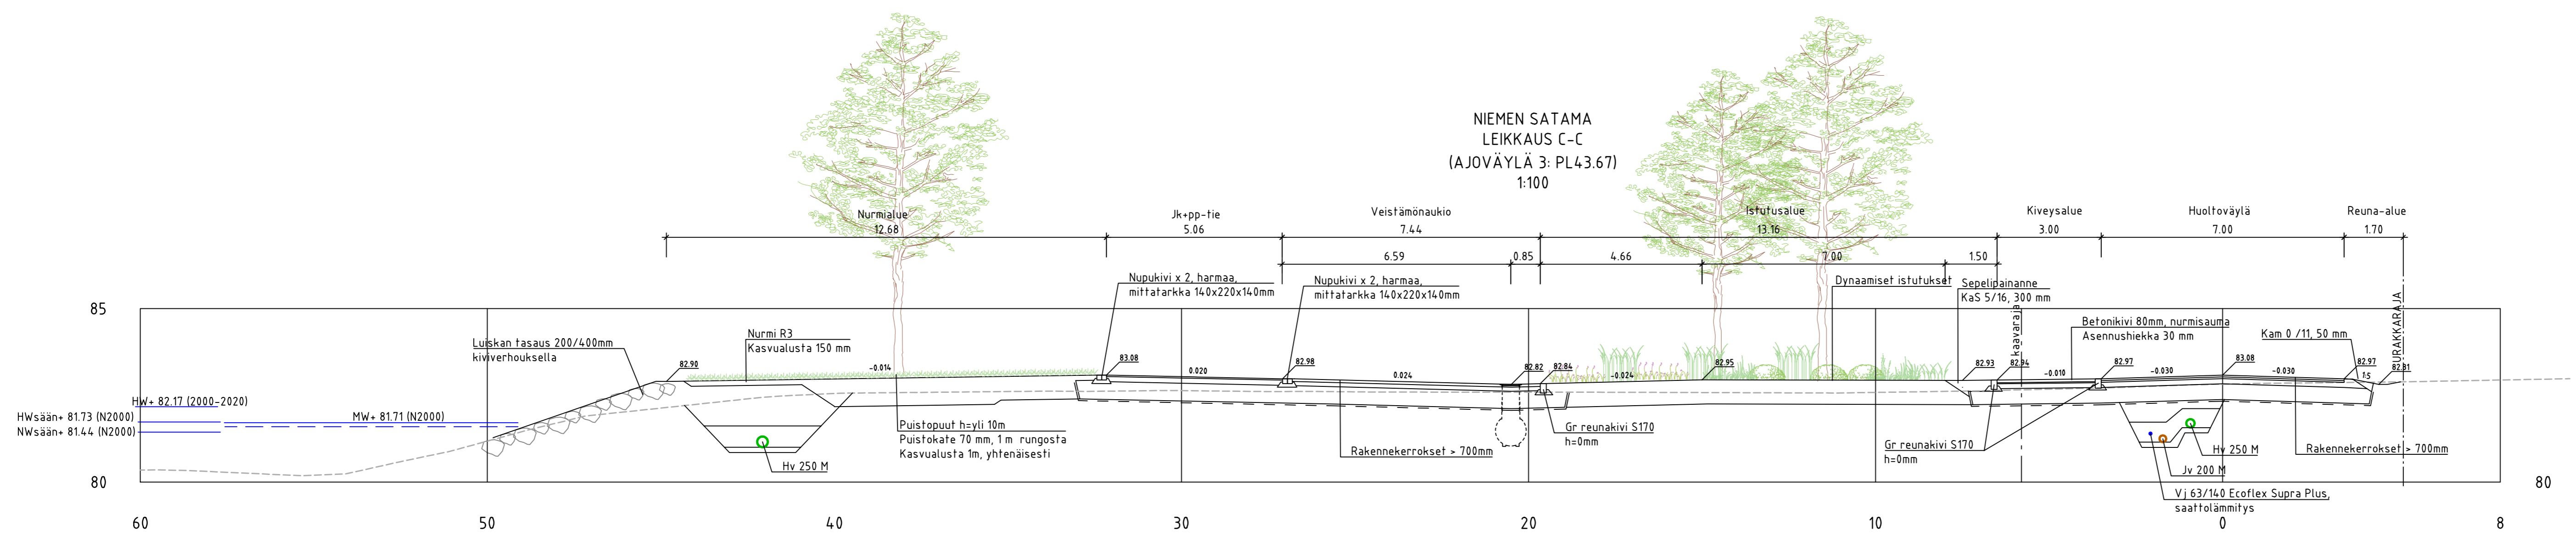 NIEMEN SATAMA
LEIKKAUS C-C
(AJOVÄYLÄ 3: PL43.67)
1:100
Nurmialue
12.68
Jk+pp-tie
5.06
Veistämönaukio
7.44
Istutusalue
13.16
Kiveysalue
3.00
Huoltoväylä
7.00
Reuna-alue
1.70
6.59
0.85
4.66
7.00
1.50
Nupukivi x 2, harmaa,
mittatarkka 140x220x140mm
Nupukivi x 2, harmaa,
mittatarkka 140x220x140mm
Dynaamiset istutukset
Sepelipainanne
KaS 5/16, 300 mm
kaavaraja
URAKKARAJA
85
Luiskan tasaus 200/400mm
kiviverhouksella
Nurmi R3
Kasvualusta 150 mm
Betonikivi 80mm, nurmisauma
Asennushiekka 30 mm
Kam 0 /11, 50 mm
82.90
-0.014
83.08
0.020
82.98
0.024
82.82
82.84
-0.024
82.95
82.93
82.94
-0.010
82.97
-0.030
83.08
-0.030
82.97
1:5
82.81
HW+ 82.17 (2000-2020)
HWsään+ 81.73 (N2000)
MW+ 81.71 (N2000)
NWsään+ 81.44 (N2000)
Puistopuut h=yli 10m
Puistokate 70 mm, 1 m rungosta
Kasvualusta 1m, yhtenäisesti
Hv 250 M
Rakennekerrokset > 700mm
Gr reunakivi S170
h=0mm
Gr reunakivi S170
h=0mm
Hv 250 M
Jv 200 M
Vj 63/140 Ecoflex Supra Plus,
saattolämmitys
Rakennekerrokset > 700mm
80
80
60
50
40
30
20
10
0
8